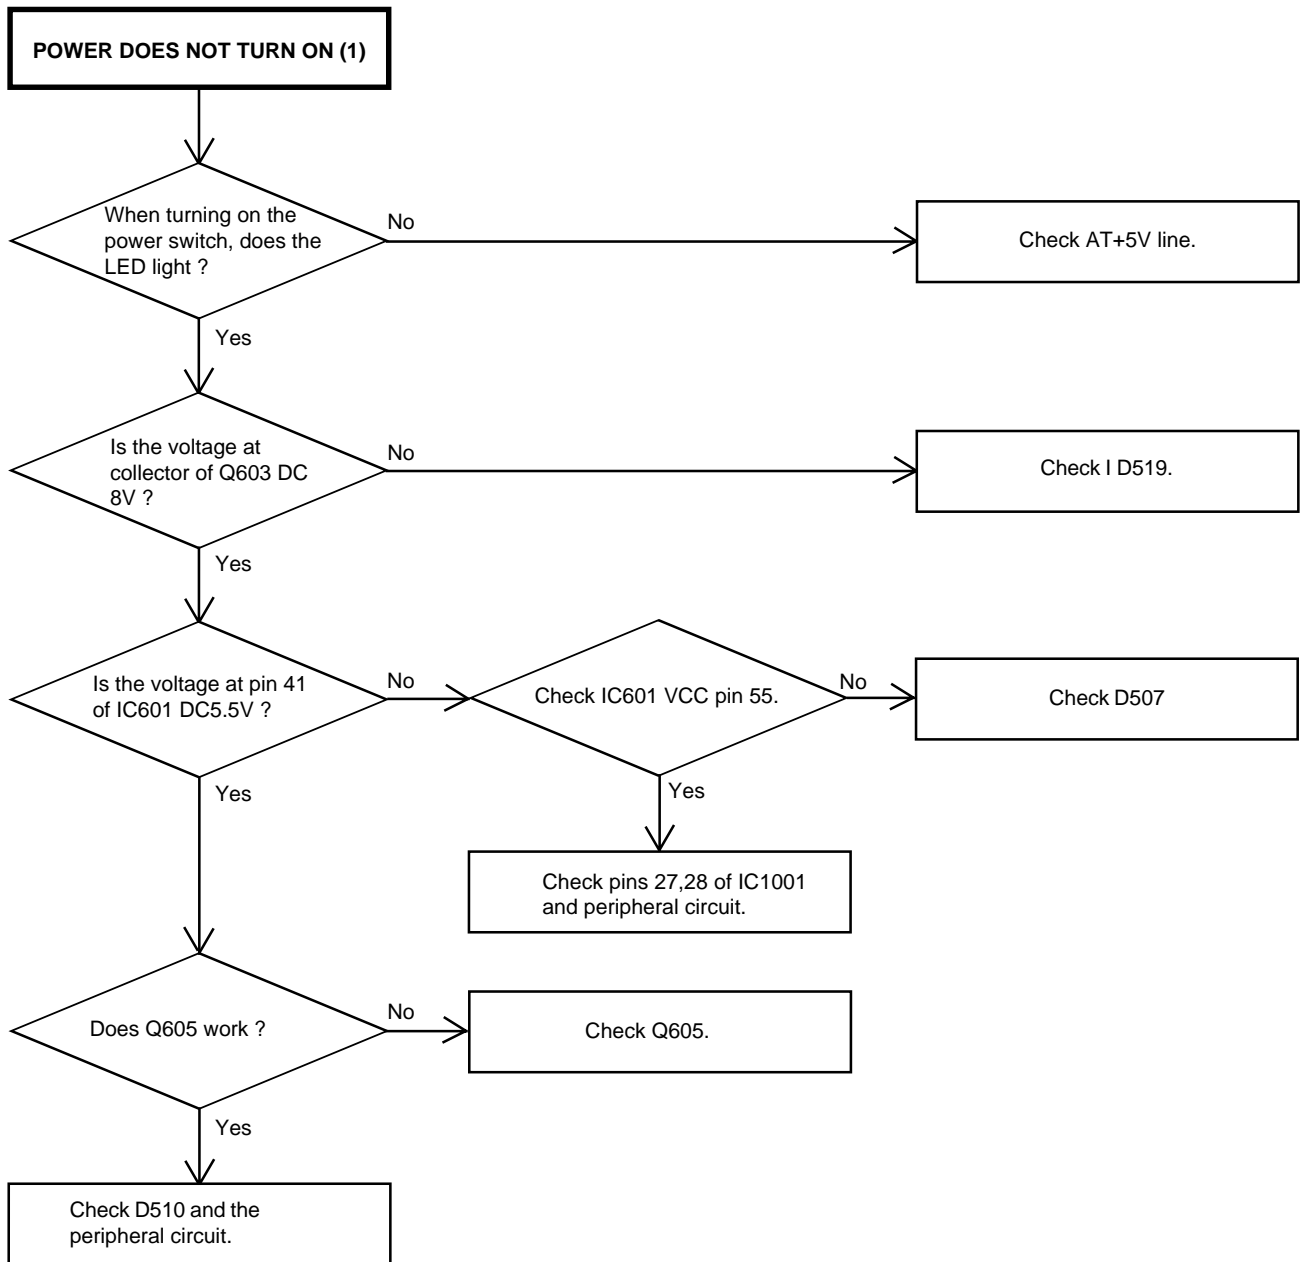 POWER DOES NOT TURN ON (1)
When turning on the
power switch, does the
LED light ?
No
Check AT+5V line.
Yes
Is the voltage at
collector of Q603 DC
8V ?
No
Check I D519.
Yes
Is the voltage at pin 41
of IC601 DC5.5V ?
No
Check IC601 VCC pin 55.
No
Check D507
Yes
Yes
Check pins 27,28 of IC1001
and peripheral circuit.
Does Q605 work ?
No
Check Q605.
Yes
Check D510 and the
peripheral circuit.